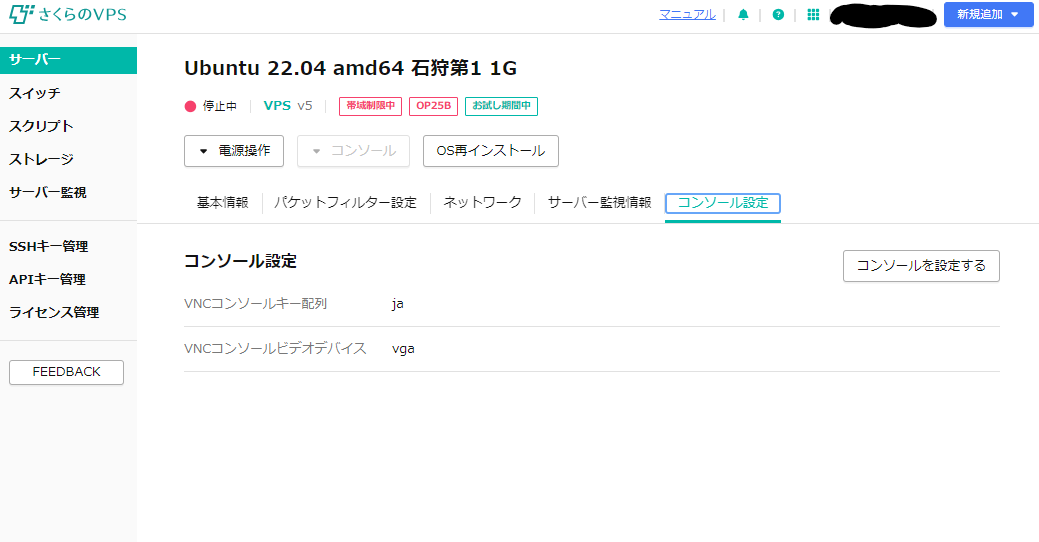 さくらのVPS
マニュアル
新規追加
サーバー
スイッチ
スクリプト
ストレージ
サーバー監視
SSHキー管理
APIキー管理
ライセンス管理
FEEDBACK
Ubuntu 22.04 amd64 石狩第1 1G
停止中 VPS v5 帯域制限中 OP25B お試し期間中
電源操作 コンソール OS再インストール
基本情報 パケットフィルター設定 ネットワーク サーバー監視情報 コンソール設定
コンソール設定
コンソールを設定する
VNCコンソールキー配列 ja
VNCコンソールビデオデバイス vga